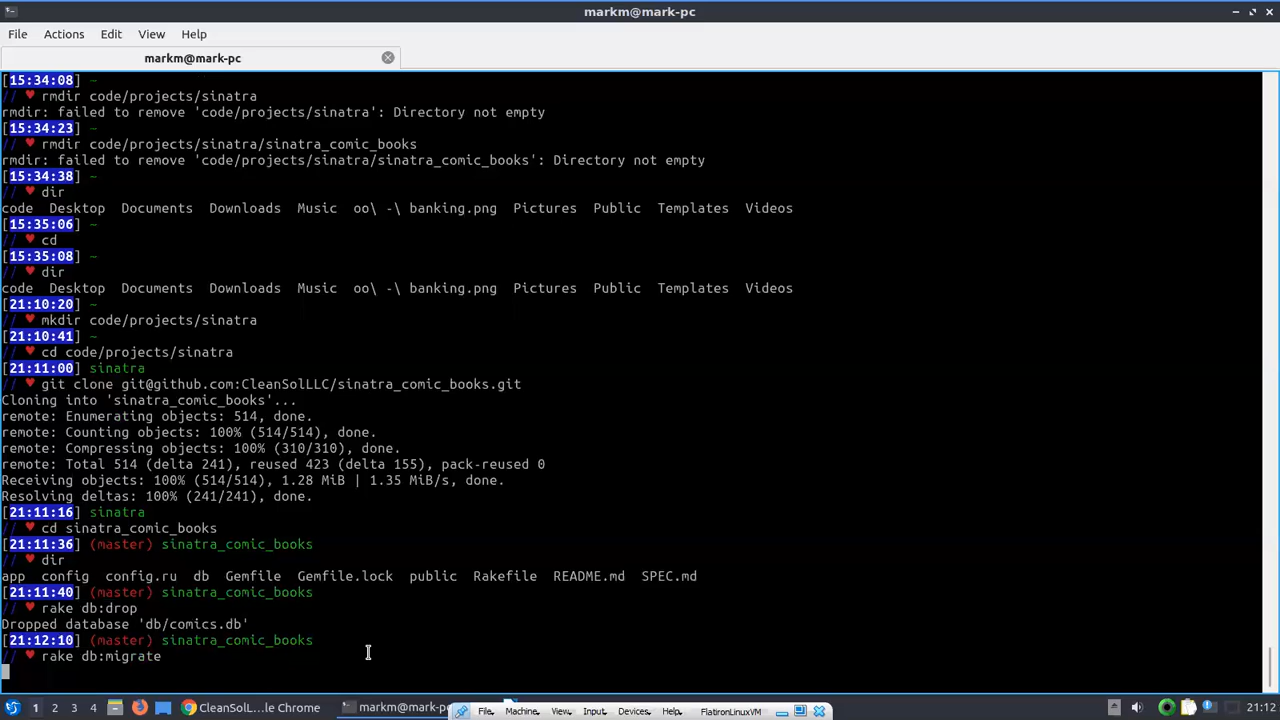 markm@mark-pc
File Actions Edit View Help
markm@mark-pc
[15:34:08] ~
// ♥ rmdir code/projects/sinatra
rmdir: failed to remove 'code/projects/sinatra': Directory not empty
[15:34:23] ~
// ♥ rmdir code/projects/sinatra/sinatra_comic_books
rmdir: failed to remove 'code/projects/sinatra/sinatra_comic_books': Directory not empty
[15:34:38] ~
// ♥ dir
code Desktop Documents Downloads Music oo\ -\ banking.png Pictures Public Templates Videos
[15:35:06] ~
// ♥ cd
[15:35:08] ~
// ♥ dir
code Desktop Documents Downloads Music oo\ -\ banking.png Pictures Public Templates Videos
[21:10:20] ~
// ♥ mkdir code/projects/sinatra
[21:10:41] ~
// ♥ cd code/projects/sinatra
[21:11:00] sinatra
// ♥ git clone git@github.com:CleanSolLLC/sinatra_comic_books.git
Cloning into 'sinatra_comic_books'...
remote: Enumerating objects: 514, done.
remote: Counting objects: 100% (514/514), done.
remote: Compressing objects: 100% (310/310), done.
remote: Total 514 (delta 241), reused 423 (delta 155), pack-reused 0
Receiving objects: 100% (514/514), 1.28 MiB | 1.35 MiB/s, done.
Resolving deltas: 100% (241/241), done.
[21:11:16] sinatra
// ♥ cd sinatra_comic_books
[21:11:36] (master) sinatra_comic_books
// ♥ dir
app config config.ru db Gemfile Gemfile.lock public Rakefile README.md SPEC.md
[21:11:40] (master) sinatra_comic_books
// ♥ rake db:drop
Dropped database 'db/comics.db'
[21:12:10] (master) sinatra_comic_books
// ♥ rake db:migrate
1 2 3 4 CleanSolL...le Chrome markm@mark-pc File Machine View Input Devices Help FlatironLinuxVM 21:12